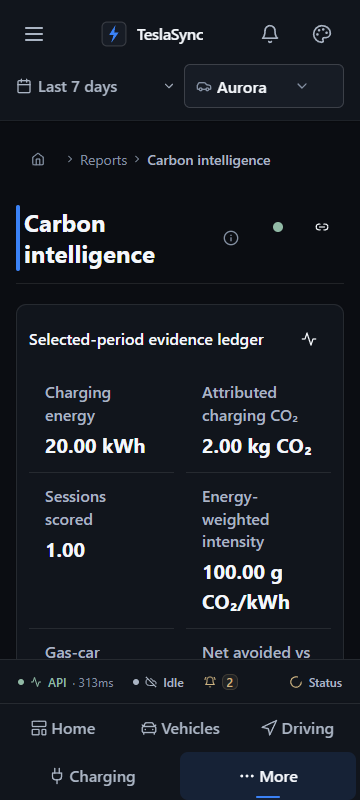 TeslaSync
Last 7 days
Aurora
Reports
Carbon intelligence
Carbon
intelligence
Selected-period evidence ledger
Charging
energy
20.00 kWh
Attributed
charging CO₂
2.00 kg CO₂
Sessions
scored
1.00
Energy-
weighted
intensity
100.00 g
CO₂/kWh
Gas-car
Net avoided vs
API · 313ms
Idle
2
Status
Home
Vehicles
Driving
Charging
More